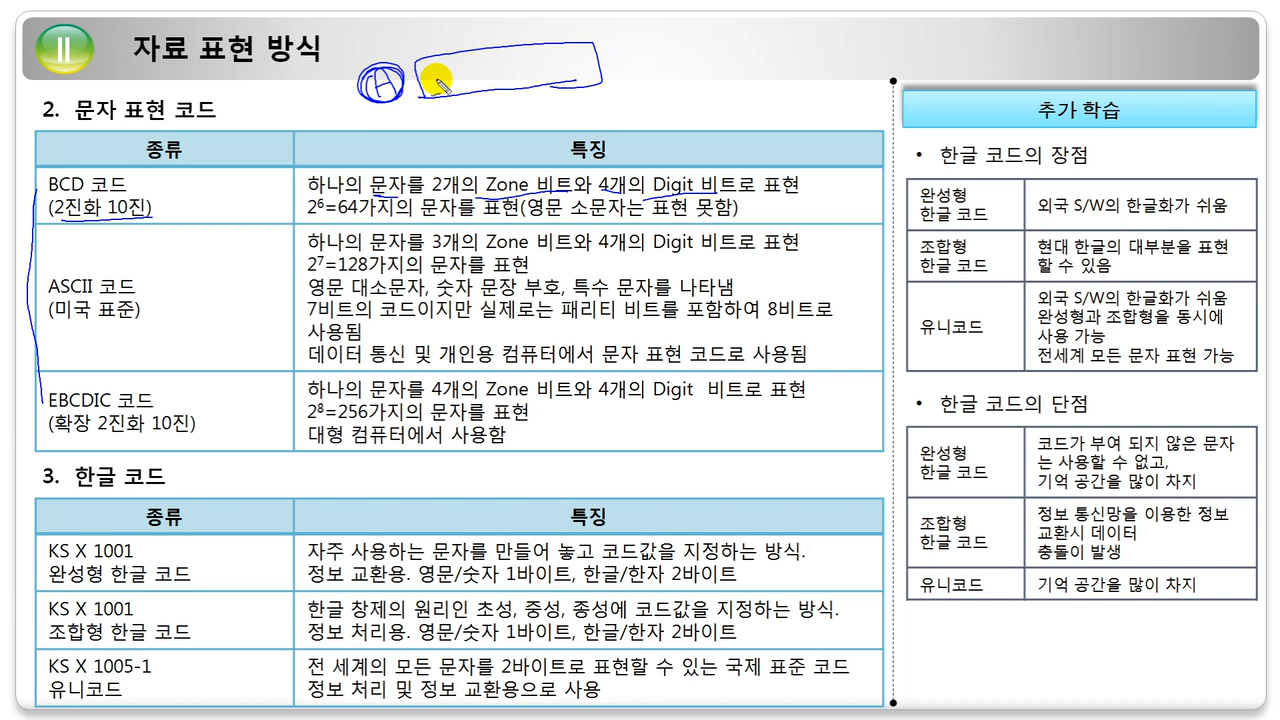 II
자료 표현 방식
A
2. 문자 표현 코드
종류
특징
BCD 코드
(2진화 10진)
하나의 문자를 2개의 Zone 비트와 4개의 Digit 비트로 표현
2⁶=64가지의 문자를 표현(영문 소문자는 표현 못함)
ASCII 코드
(미국 표준)
하나의 문자를 3개의 Zone 비트와 4개의 Digit 비트로 표현
2⁷=128가지의 문자를 표현
영문 대소문자, 숫자 문장 부호, 특수 문자를 나타냄
7비트의 코드이지만 실제로는 패리티 비트를 포함하여 8비트로
사용됨
데이터 통신 및 개인용 컴퓨터에서 문자 표현 코드로 사용됨
EBCDIC 코드
(확장 2진화 10진)
하나의 문자를 4개의 Zone 비트와 4개의 Digit 비트로 표현
2⁸=256가지의 문자를 표현
대형 컴퓨터에서 사용함
3. 한글 코드
종류
특징
KS X 1001
완성형 한글 코드
자주 사용하는 문자를 만들어 놓고 코드값을 지정하는 방식.
정보 교환용. 영문/숫자 1바이트, 한글/한자 2바이트
KS X 1001
조합형 한글 코드
한글 창제의 원리인 초성, 중성, 종성에 코드값을 지정하는 방식.
정보 처리용. 영문/숫자 1바이트, 한글/한자 2바이트
KS X 1005-1
유니코드
전 세계의 모든 문자를 2바이트로 표현할 수 있는 국제 표준 코드
정보 처리 및 정보 교환용으로 사용
추가 학습
• 한글 코드의 장점
완성형
한글 코드
외국 S/W의 한글화가 쉬움
조합형
한글 코드
현대 한글의 대부분을 표현
할 수 있음
유니코드
외국 S/W의 한글화가 쉬움
완성형과 조합형을 동시에
사용 가능
전세계 모든 문자 표현 가능
• 한글 코드의 단점
완성형
한글 코드
코드가 부여 되지 않은 문자
는 사용할 수 없고,
기억 공간을 많이 차지
조합형
한글 코드
정보 통신망을 이용한 정보
교환시 데이터
충돌이 발생
유니코드
기억 공간을 많이 차지